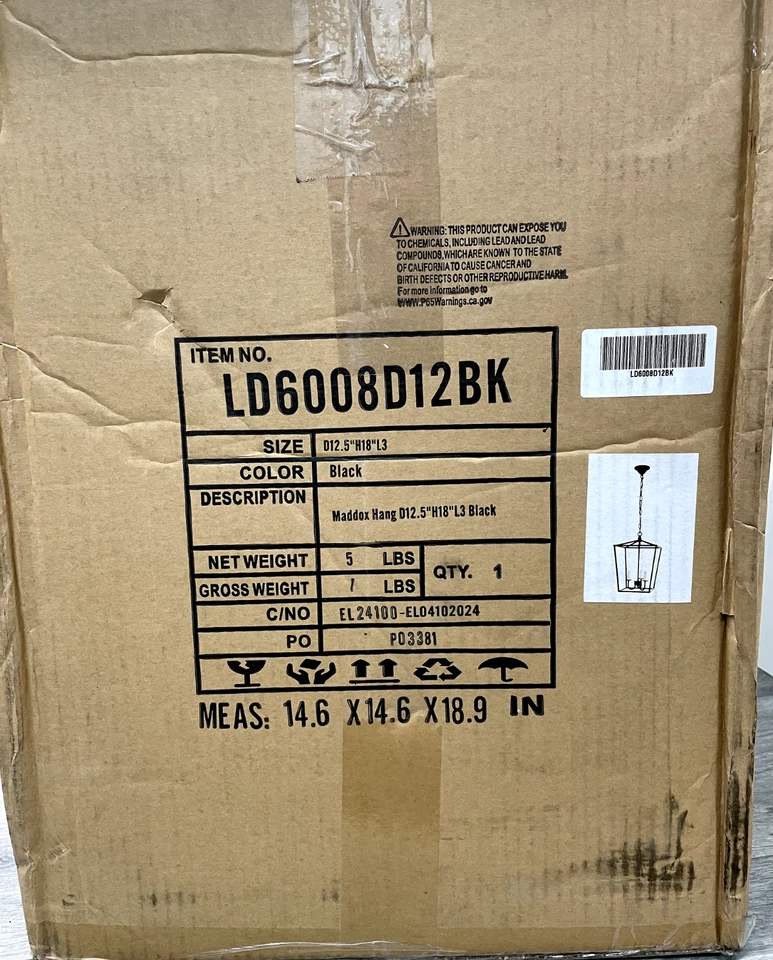 WARNING: THIS PRODUCT CAN EXPOSE YOU
TO CHEMICALS, INCLUDING LEAD AND LEAD
COMPOUNDS, WHICH ARE KNOWN TO THE STATE
OF CALIFORNIA TO CAUSE CANCER AND
BIRTH DEFECTS OR OTHER REPRODUCTIVE HARM.
For more information go to
WWW.P65Warnings.ca.gov
ITEM NO.
LD6008D12BK
SIZE D12.5"H18"L3
COLOR Black
DESCRIPTION Maddox Hang D12.5"H18"L3 Black
NET WEIGHT 5 LBS
GROSS WEIGHT 7 LBS
QTY. 1
C/NO EL24100-EL04102024
PO PO3381
MEAS: 14.6 X14.6 X18.9 IN
LD6008D12BK